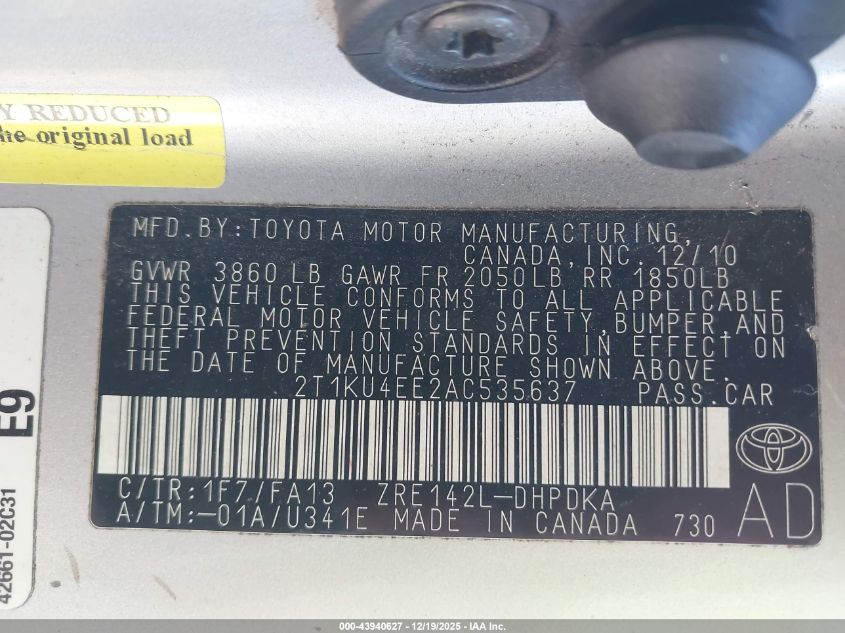 Y REDUCED
he original load
E9
42661-02C31
MFD. BY: TOYOTA MOTOR MANUFACTURING,
CANADA, INC. 12/10
GVWR 3860 LB GAWR FR 2050LB RR 1850LB
THIS VEHICLE CONFORMS TO ALL APPLICABLE
FEDERAL MOTOR VEHICLE SAFETY, BUMPER, AND
THEFT PREVENTION STANDARDS IN EFFECT ON
THE DATE OF MANUFACTURE SHOWN ABOVE.
2T1KU4EE2AC535637 PASS. CAR
C/TR: 1F7/FA13 ZRE142L-DHPDKA
A/TM: -01A/U341E MADE IN CANADA 730
AD
000-43940627 - 12/19/2025 - IAA Inc.